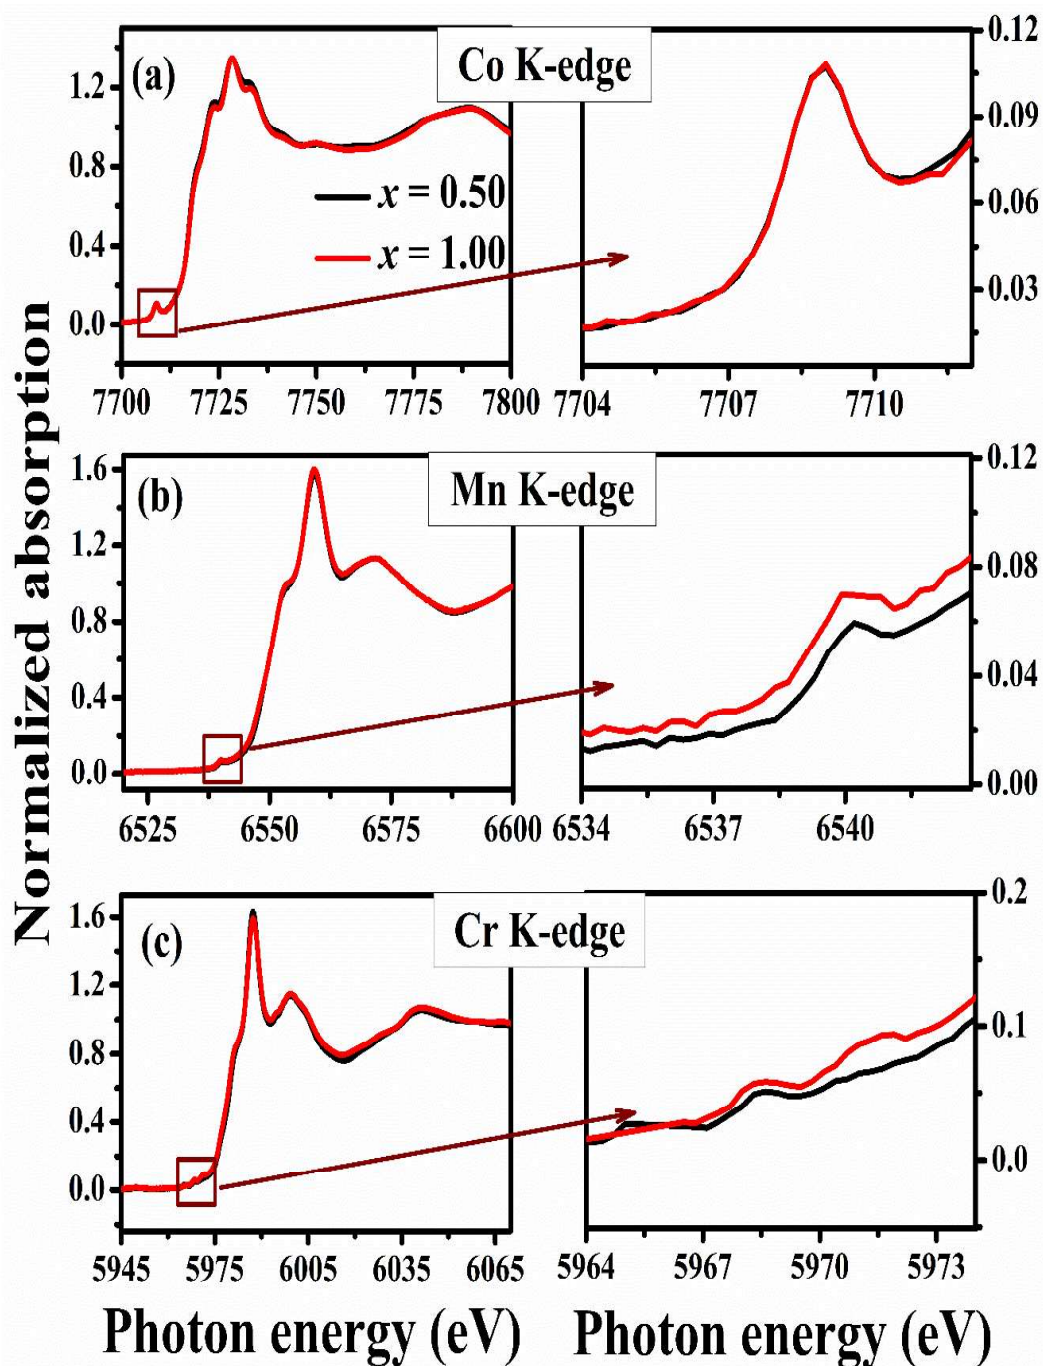 (a)
Co K-edge
x = 0.50
x = 1.00
1.2
0.8
0.4
0.0
7700 7725 7750 7775 7800
0.12
0.09
0.06
0.03
7704 7707 7710
Normalized absorption
(b)
Mn K-edge
1.6
1.2
0.8
0.4
0.0
6525 6550 6575 6600
0.12
0.08
0.04
0.00
6534 6537 6540
(c)
Cr K-edge
1.6
1.2
0.8
0.4
0.0
5945 5975 6005 6035 6065
0.2
0.1
0.0
5964 5967 5970 5973
Photon energy (eV) Photon energy (eV)